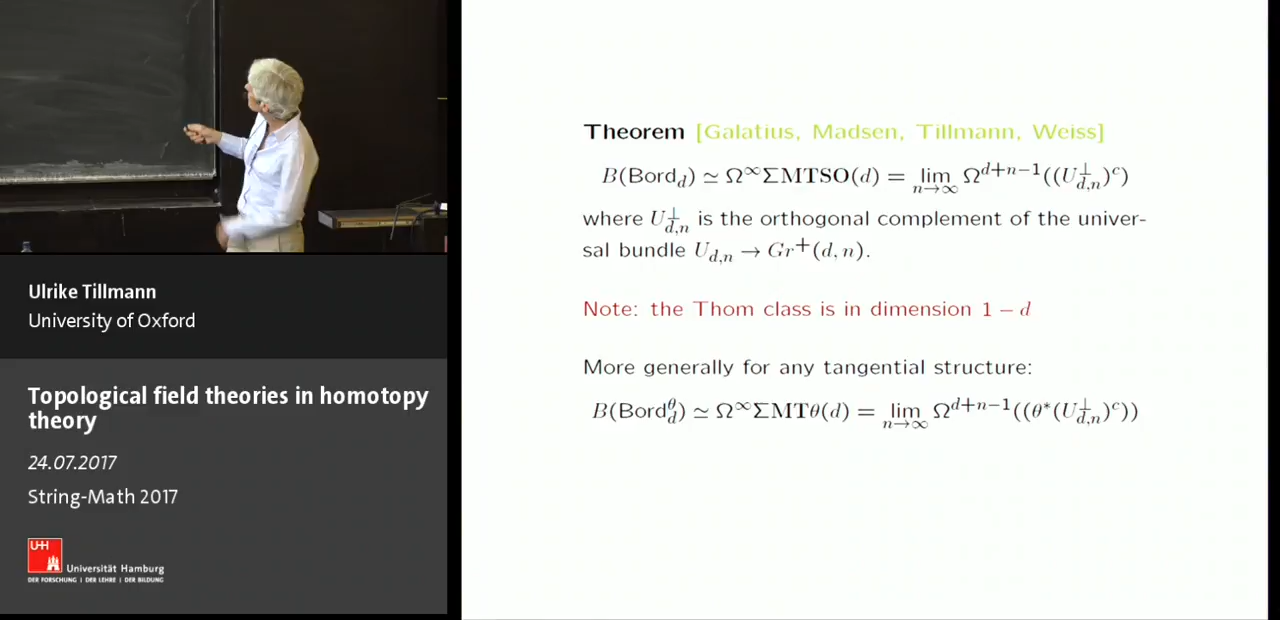 Theorem [Galatius, Madsen, Tillmann, Weiss]
B(Bord_d) ≃ Ω^∞ΣMTSO(d) = lim_{n→∞} Ω^{d+n−1}((U^⊥_{d,n})^c)
where U^⊥_{d,n} is the orthogonal complement of the univer-
sal bundle U_{d,n} → Gr^+(d, n).
Note: the Thom class is in dimension 1 − d
More generally for any tangential structure:
B(Bord^θ_d) ≃ Ω^∞ΣMTθ(d) = lim_{n→∞} Ω^{d+n−1}((θ^*(U^⊥_{d,n})^c))
Ulrike Tillmann
University of Oxford
Topological field theories in homotopy
theory
24.07.2017
String-Math 2017
UH
Universität Hamburg
DER FORSCHUNG | DER LEHRE | DER BILDUNG